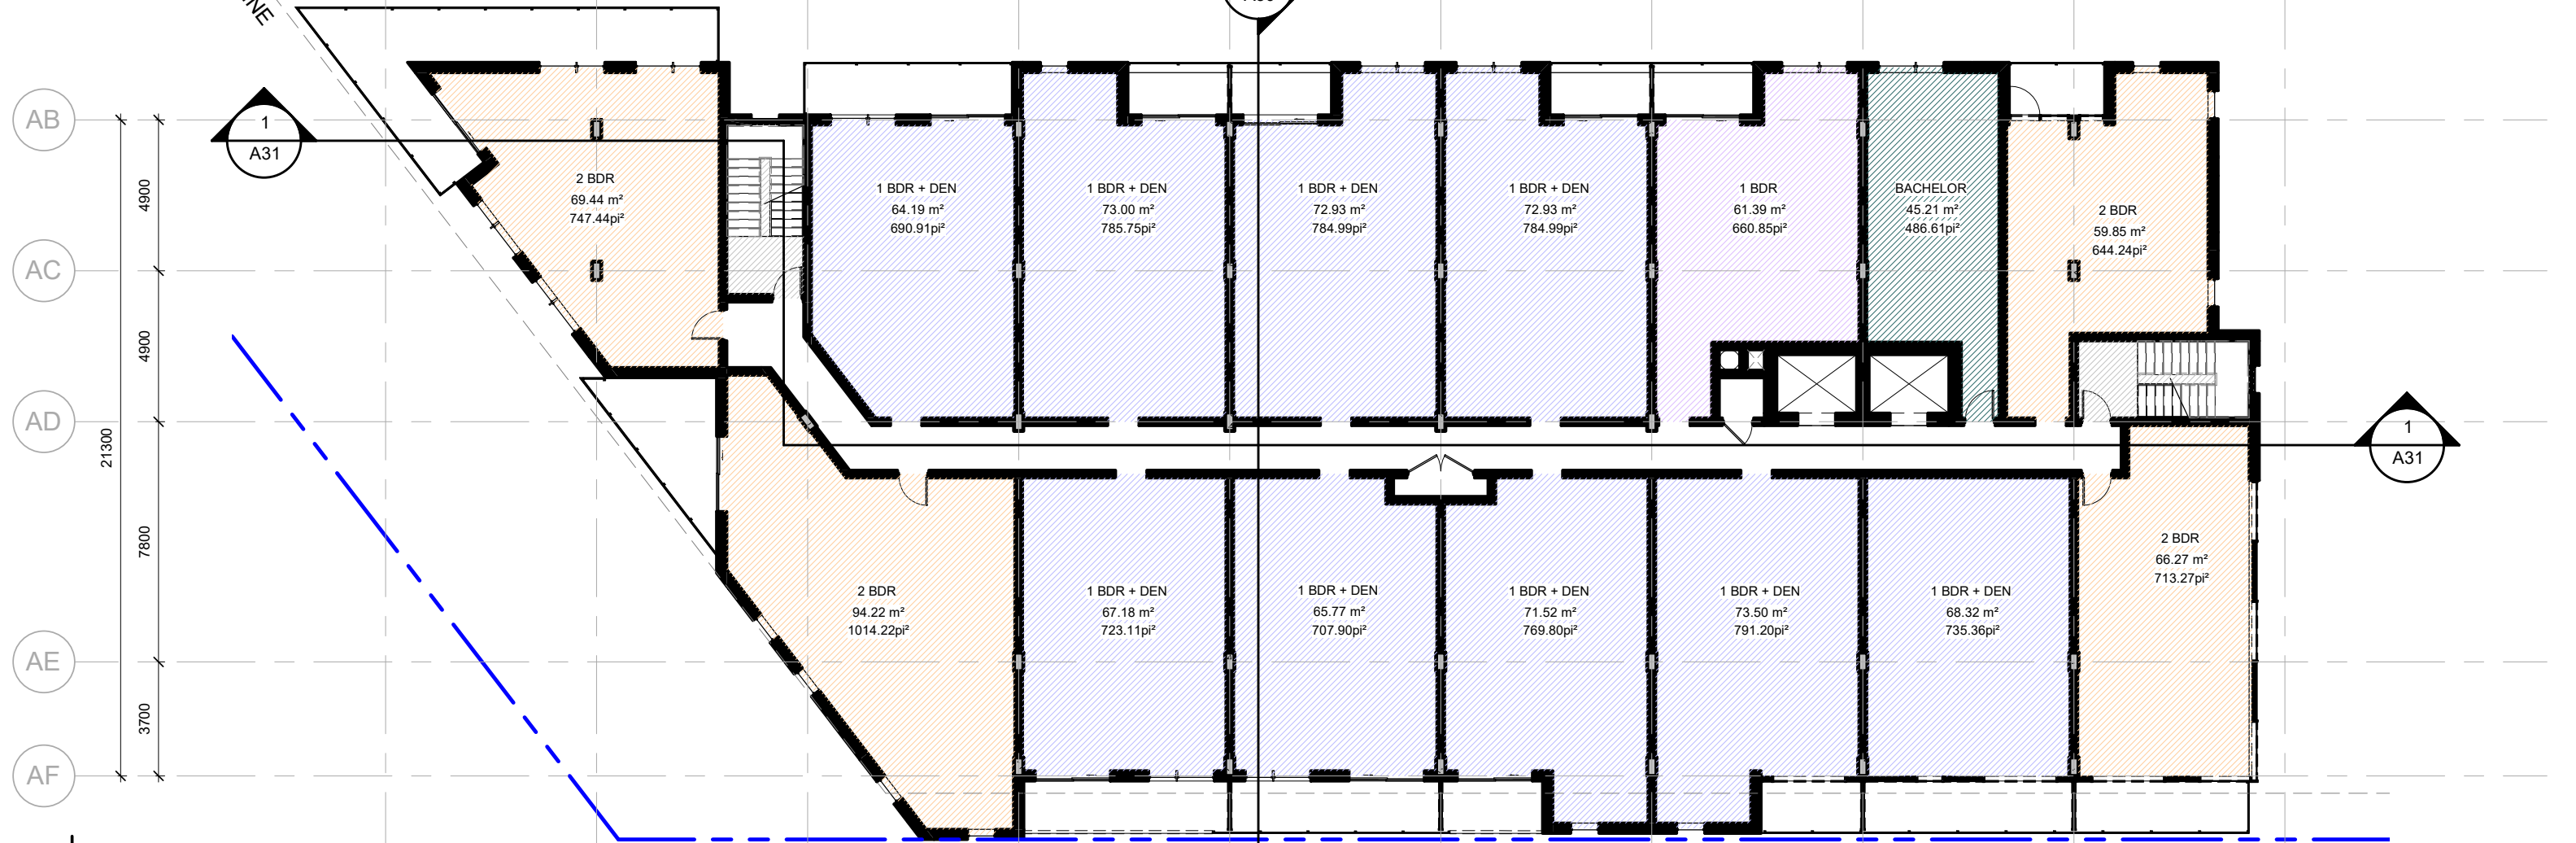 AB
AC
AD
AE
AF
1
A31
4900
4900
21300
7800
3700
2 BDR
69.44 m²
747.44pi²
1 BDR + DEN
64.19 m²
690.91pi²
1 BDR + DEN
73.00 m²
785.75pi²
1 BDR + DEN
72.93 m²
784.99pi²
1 BDR + DEN
72.93 m²
784.99pi²
1 BDR
61.39 m²
660.85pi²
BACHELOR
45.21 m²
486.61pi²
2 BDR
59.85 m²
644.24pi²
1
A31
2 BDR
94.22 m²
1014.22pi²
1 BDR + DEN
67.18 m²
723.11pi²
1 BDR + DEN
65.77 m²
707.90pi²
1 BDR + DEN
71.52 m²
769.80pi²
1 BDR + DEN
73.50 m²
791.20pi²
1 BDR + DEN
68.32 m²
735.36pi²
2 BDR
66.27 m²
713.27pi²